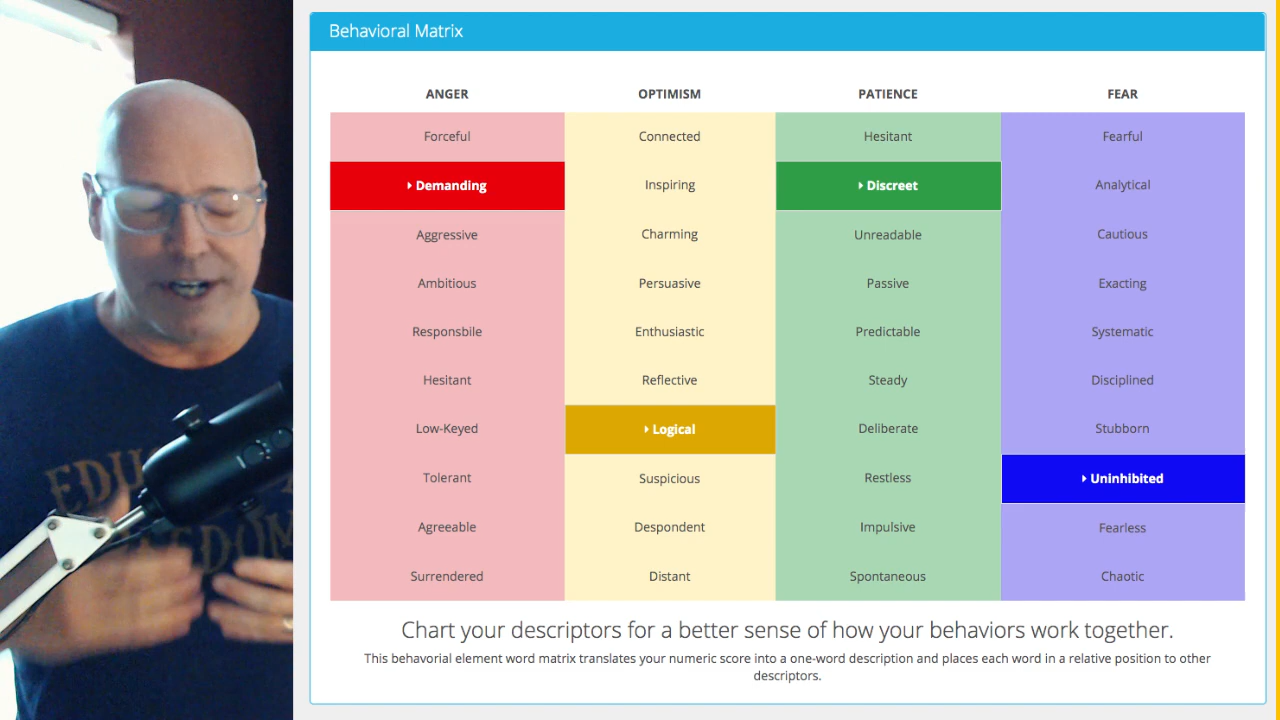 Behavioral Matrix
ANGER OPTIMISM PATIENCE FEAR
Forceful Connected Hesitant Fearful
Demanding Inspiring Discreet Analytical
Aggressive Charming Unreadable Cautious
Ambitious Persuasive Passive Exacting
Responsbile Enthusiastic Predictable Systematic
Hesitant Reflective Steady Disciplined
Low-Keyed Logical Deliberate Stubborn
Tolerant Suspicious Restless Uninhibited
Agreeable Despondent Impulsive Fearless
Surrendered Distant Spontaneous Chaotic
Chart your descriptors for a better sense of how your behaviors work together.
This behavorial element word matrix translates your numeric score into a one-word description and places each word in a relative position to other
descriptors.